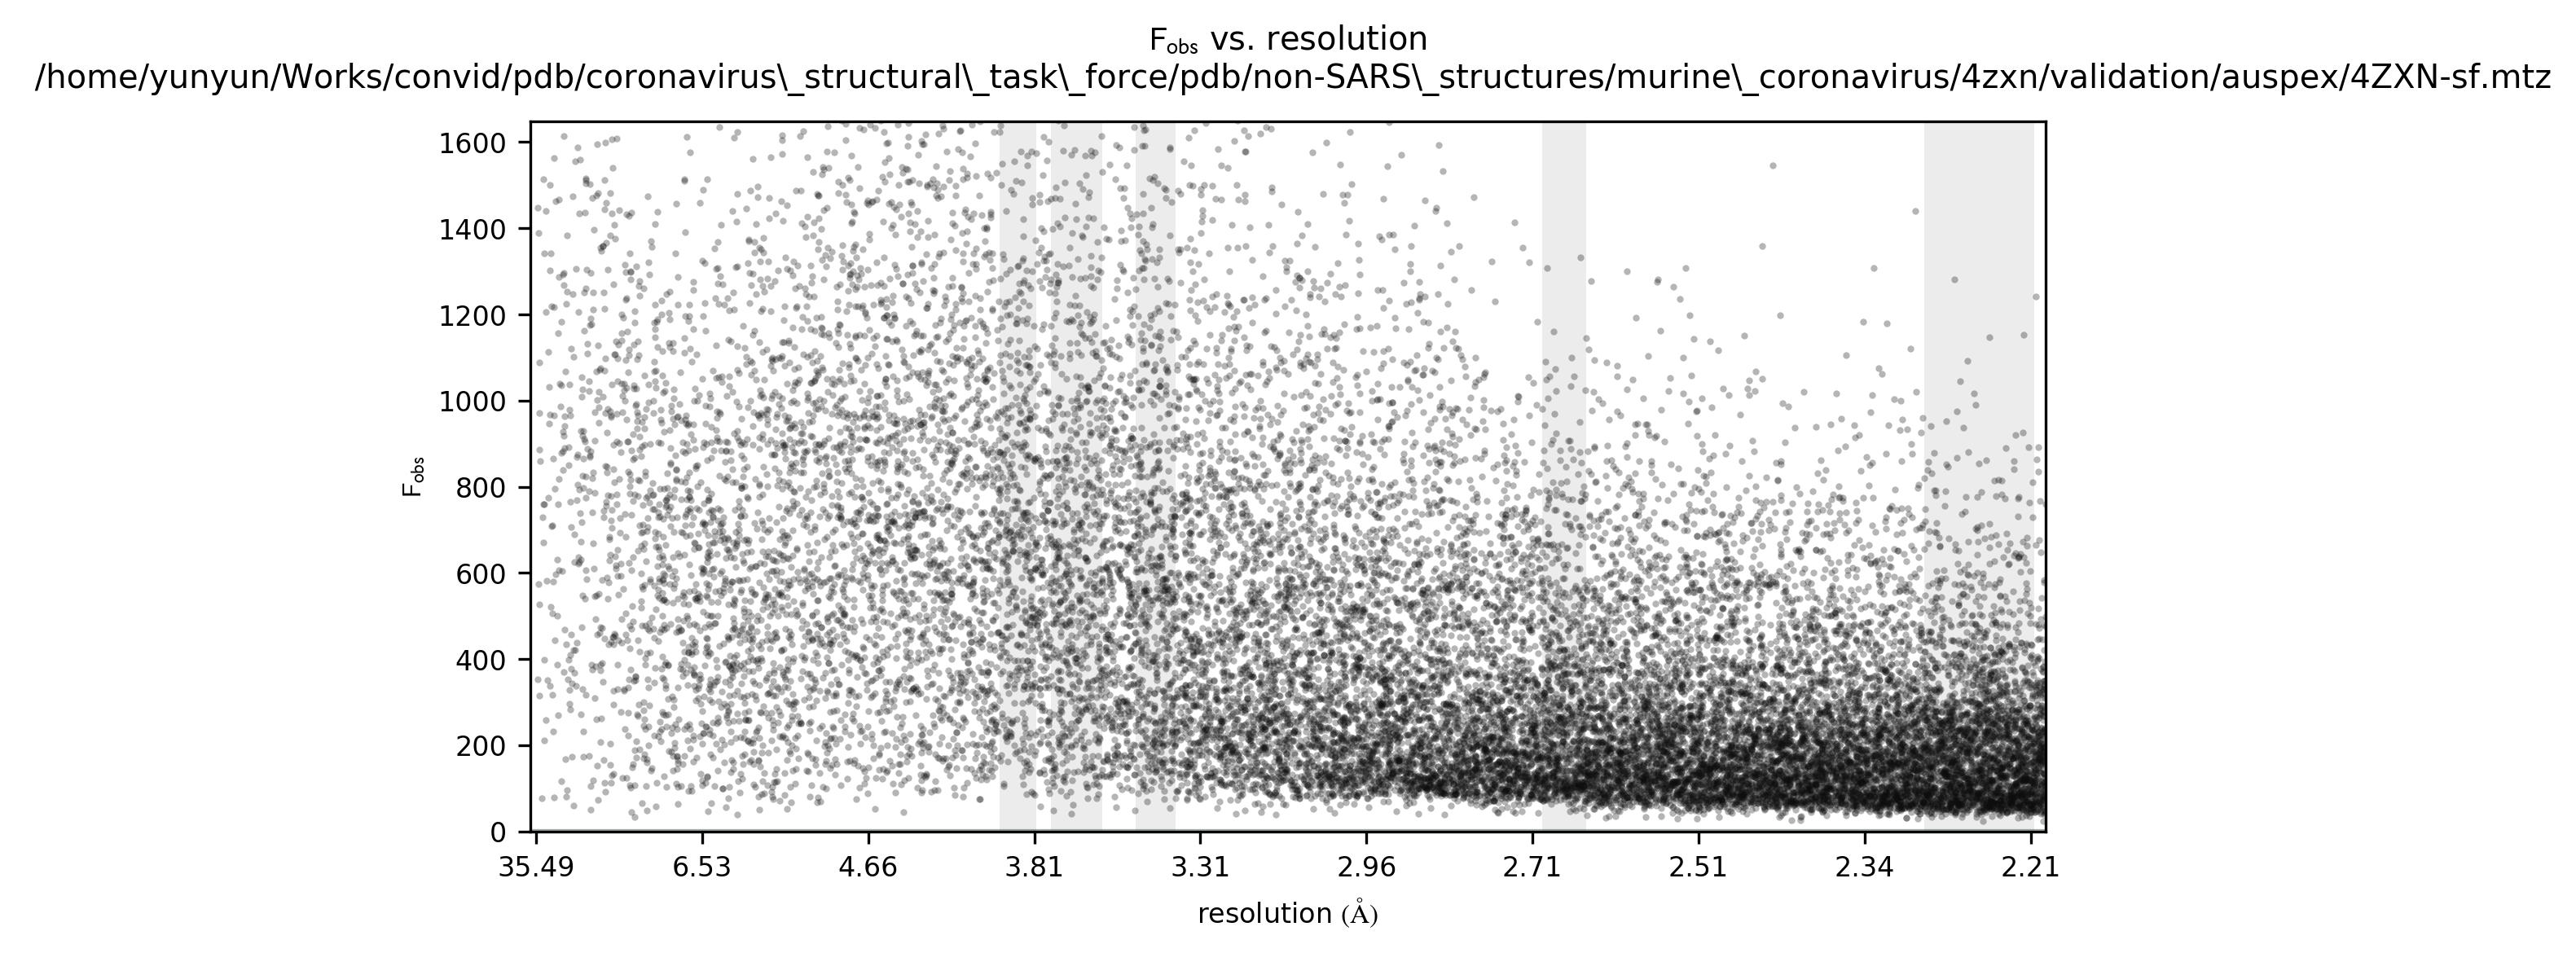 Fobs vs. resolution
/home/yunyun/Works/convid/pdb/coronavirus\_structural\_task\_force/pdb/non-SARS\_structures/murine\_coronavirus/4zxn/validation/auspex/4ZXN-sf.mtz
1600
1400
1200
1000
800
600
400
200
0
Fobs
35.49 6.53 4.66 3.81 3.31 2.96 2.71 2.51 2.34 2.21
resolution (Å)